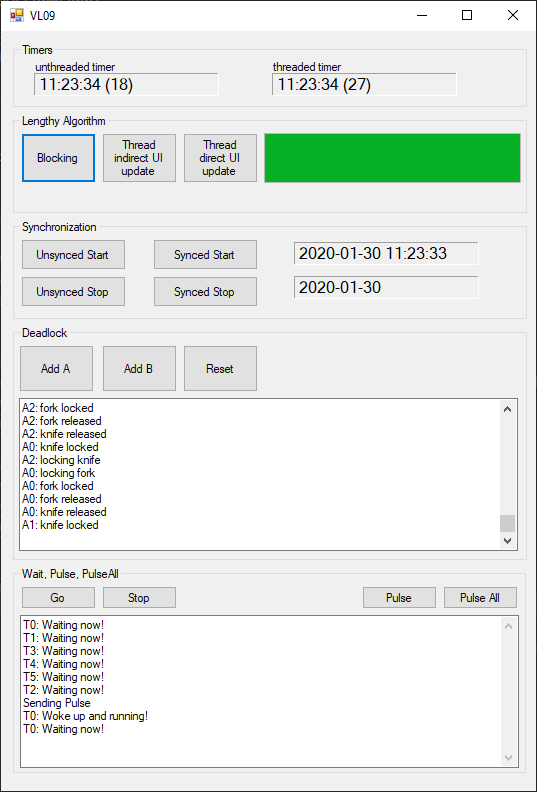 VL09
Timers
unthreaded timer
threaded timer
11:23:34 (18)
11:23:34 (27)
Lengthy Algorithm
Blocking
Thread
indirect UI
update
Thread
direct UI
update
Synchronization
Unsynced Start
Synced Start
2020-01-30 11:23:33
Unsynced Stop
Synced Stop
2020-01-30
Deadlock
Add A
Add B
Reset
A2: fork locked
A2: fork released
A2: knife released
A0: knife locked
A2: locking knife
A0: locking fork
A0: fork locked
A0: fork released
A0: knife released
A1: knife locked
Wait, Pulse, PulseAll
Go
Stop
Pulse
Pulse All
T0: Waiting now!
T1: Waiting now!
T3: Waiting now!
T4: Waiting now!
T5: Waiting now!
T2: Waiting now!
Sending Pulse
T0: Woke up and running!
T0: Waiting now!